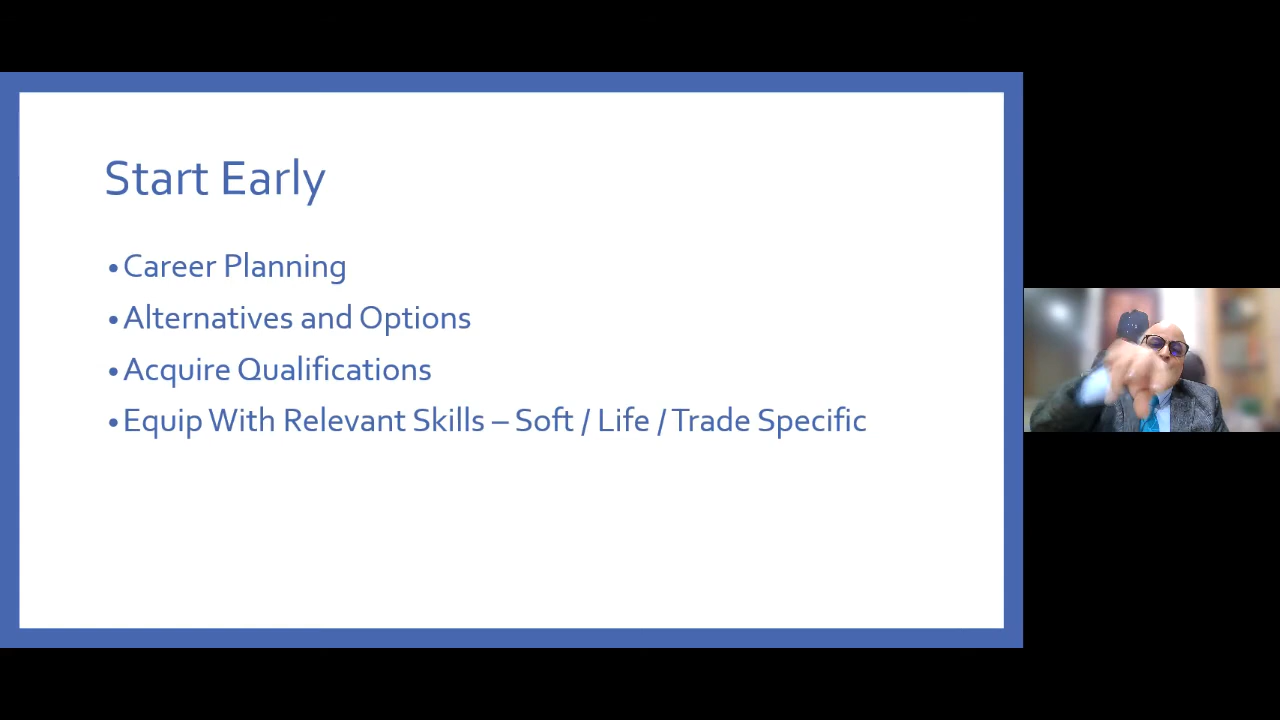 Start Early
•Career Planning
•Alternatives and Options
•Acquire Qualifications
•Equip With Relevant Skills – Soft / Life / Trade Specific